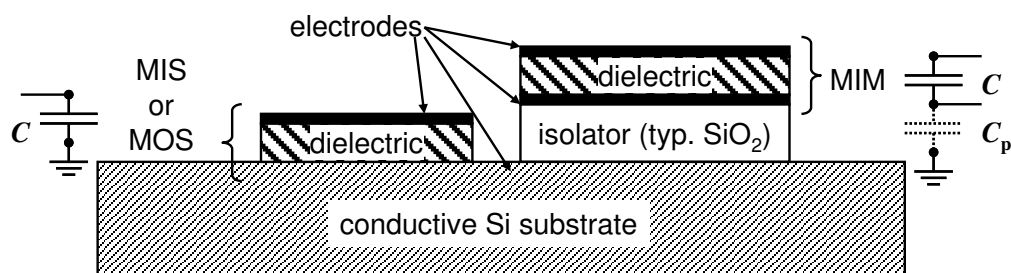 electrodes
MIS
or
MOS
C
dielectric
dielectric
MIM
isolator (typ. SiO₂)
C
Cₚ
conductive Si substrate